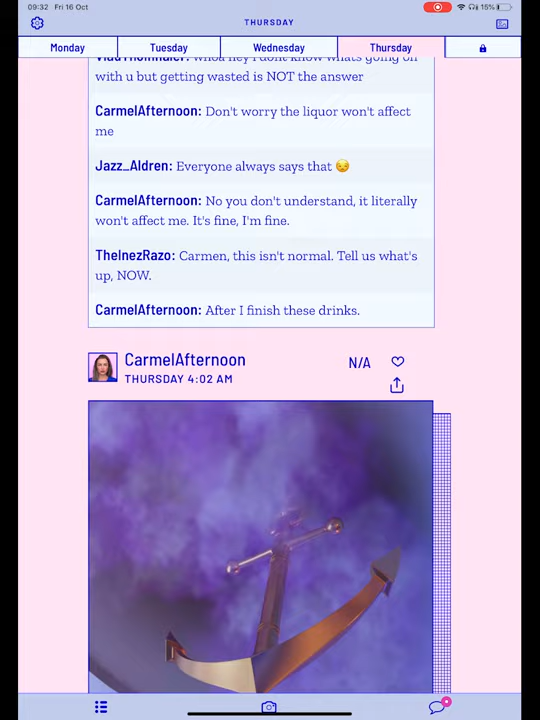 09:32 Fri 16 Oct
15%
THURSDAY
Monday
Tuesday
Wednesday
Thursday
with u but getting wasted is NOT the answer
CarmelAfternoon: Don't worry the liquor won't affect
me
Jazz_Aldren: Everyone always says that 😔
CarmelAfternoon: No you don't understand, it literally
won't affect me. It's fine, I'm fine.
TheInezRazo: Carmen, this isn't normal. Tell us what's
up, NOW.
CarmelAfternoon: After I finish these drinks.
CarmelAfternoon
N/A
THURSDAY 4:02 AM